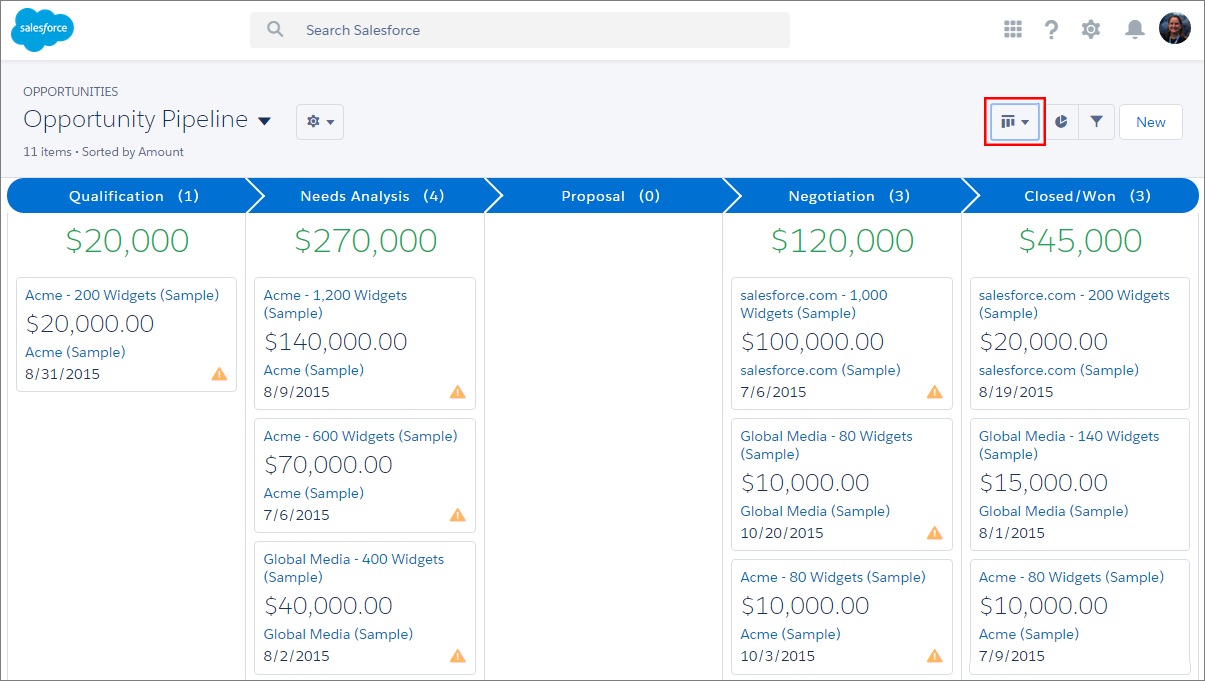 salesforce
Search Salesforce
OPPORTUNITIES
Opportunity Pipeline
11 items • Sorted by Amount
New
Qualification (1)
Needs Analysis (4)
Proposal (0)
Negotiation (3)
Closed/Won (3)
$20,000
Acme - 200 Widgets (Sample)
$20,000.00
Acme (Sample)
8/31/2015
$270,000
Acme - 1,200 Widgets
(Sample)
$140,000.00
Acme (Sample)
8/9/2015
Acme - 600 Widgets (Sample)
$70,000.00
Acme (Sample)
7/6/2015
Global Media - 400 Widgets
(Sample)
$40,000.00
Global Media (Sample)
8/2/2015
$120,000
salesforce.com - 1,000
Widgets (Sample)
$100,000.00
salesforce.com (Sample)
7/6/2015
Global Media - 80 Widgets
(Sample)
$10,000.00
Global Media (Sample)
10/20/2015
Acme - 80 Widgets (Sample)
$10,000.00
Acme (Sample)
10/3/2015
$45,000
salesforce.com - 200 Widgets
(Sample)
$20,000.00
salesforce.com (Sample)
8/19/2015
Global Media - 140 Widgets
(Sample)
$15,000.00
Global Media (Sample)
8/1/2015
Acme - 80 Widgets (Sample)
$10,000.00
Acme (Sample)
7/9/2015